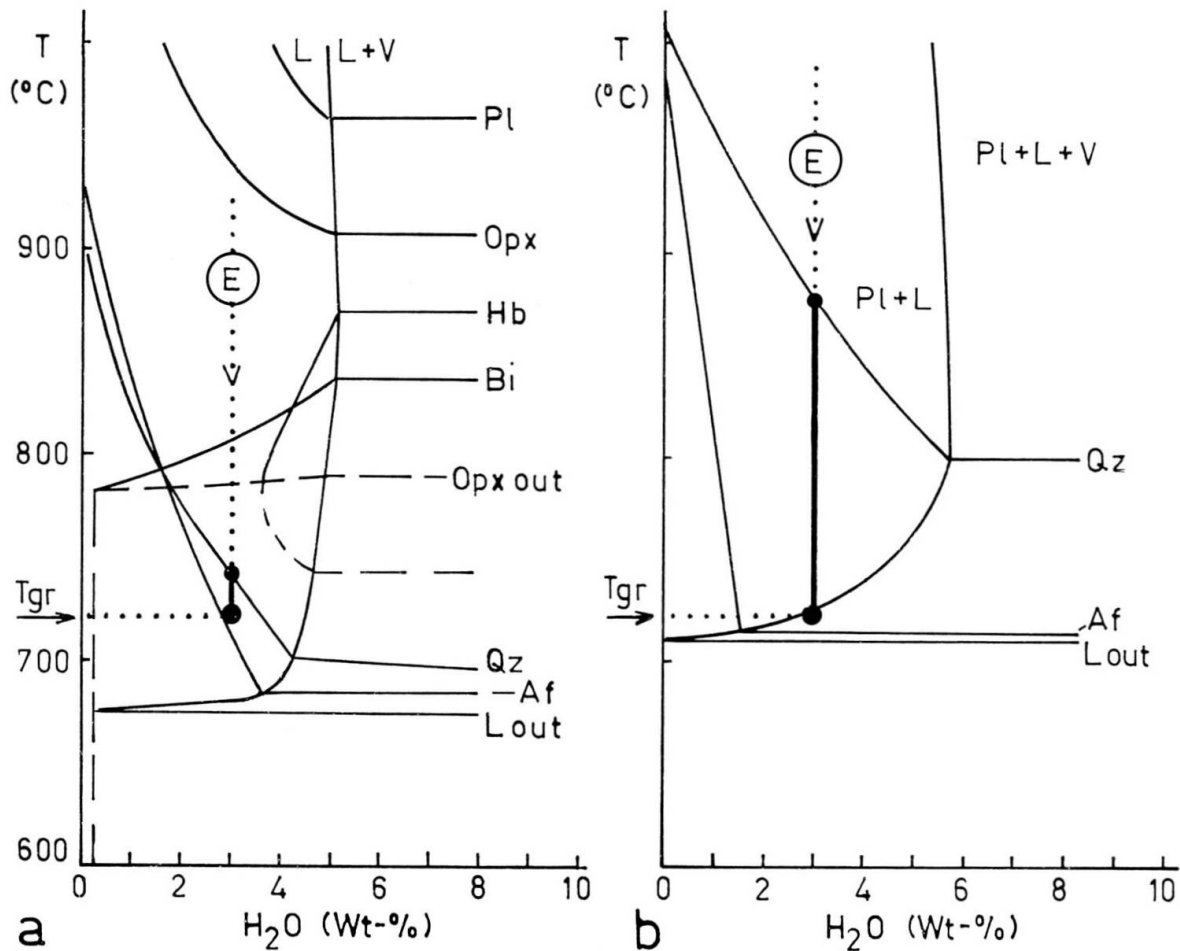 T
(°C)
L L+V
Pl
Opx
Hb
Bi
Opx out
Qz
Af
L out
E
Tgr
900
800
700
600
0 2 4 6 8 10
H2O (Wt-%)
a
T
(°C)
E
Pl+L+V
Pl+L
Qz
Tgr
Af
L out
0 2 4 6 8 10
H2O (Wt-%)
b